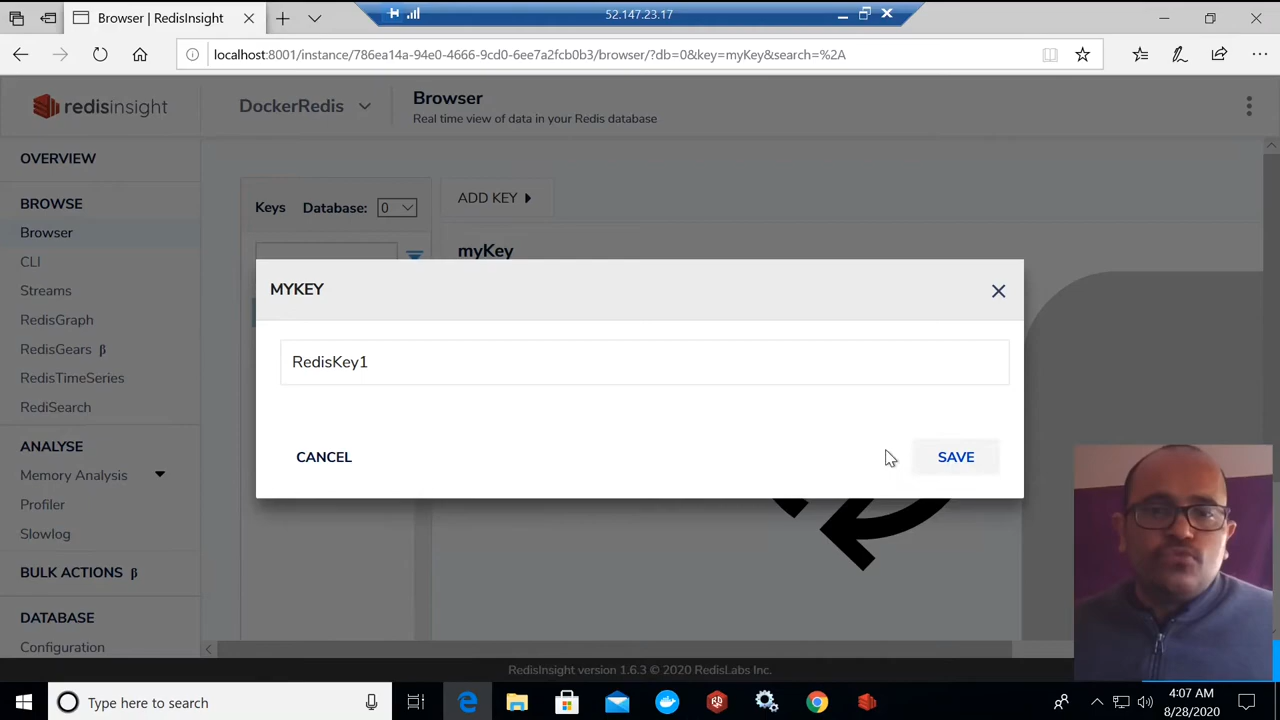 Browser | RedisInsight
52.147.23.17
localhost:8001/instance/786ea14a-94e0-4666-9cd0-6ee7a2fcb0b3/browser/?db=0&key=myKey&search=%2A
redisinsight
DockerRedis
Browser
Real time view of data in your Redis database
OVERVIEW
BROWSE
Browser
CLI
Streams
RedisGraph
RedisGears β
RedisTimeSeries
RediSearch
ANALYSE
Memory Analysis
Profiler
Slowlog
BULK ACTIONS β
DATABASE
Configuration
Keys Database: 0
ADD KEY
myKey
MYKEY
RedisKey1
CANCEL
SAVE
RedisInsight version 1.6.3 © 2020 RedisLabs Inc.
Type here to search
4:07 AM
8/28/2020